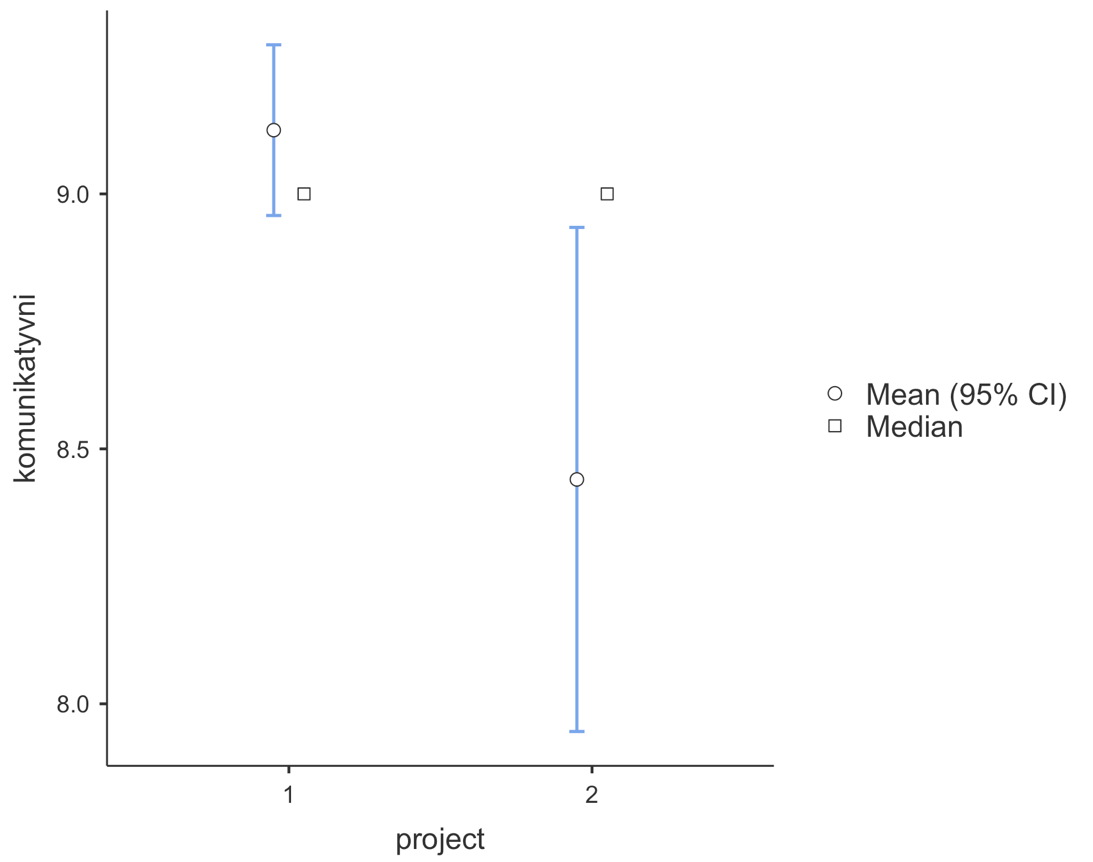 komunikatyvni
9.0
8.5
8.0
1
2
project
Mean (95% CI)
Median